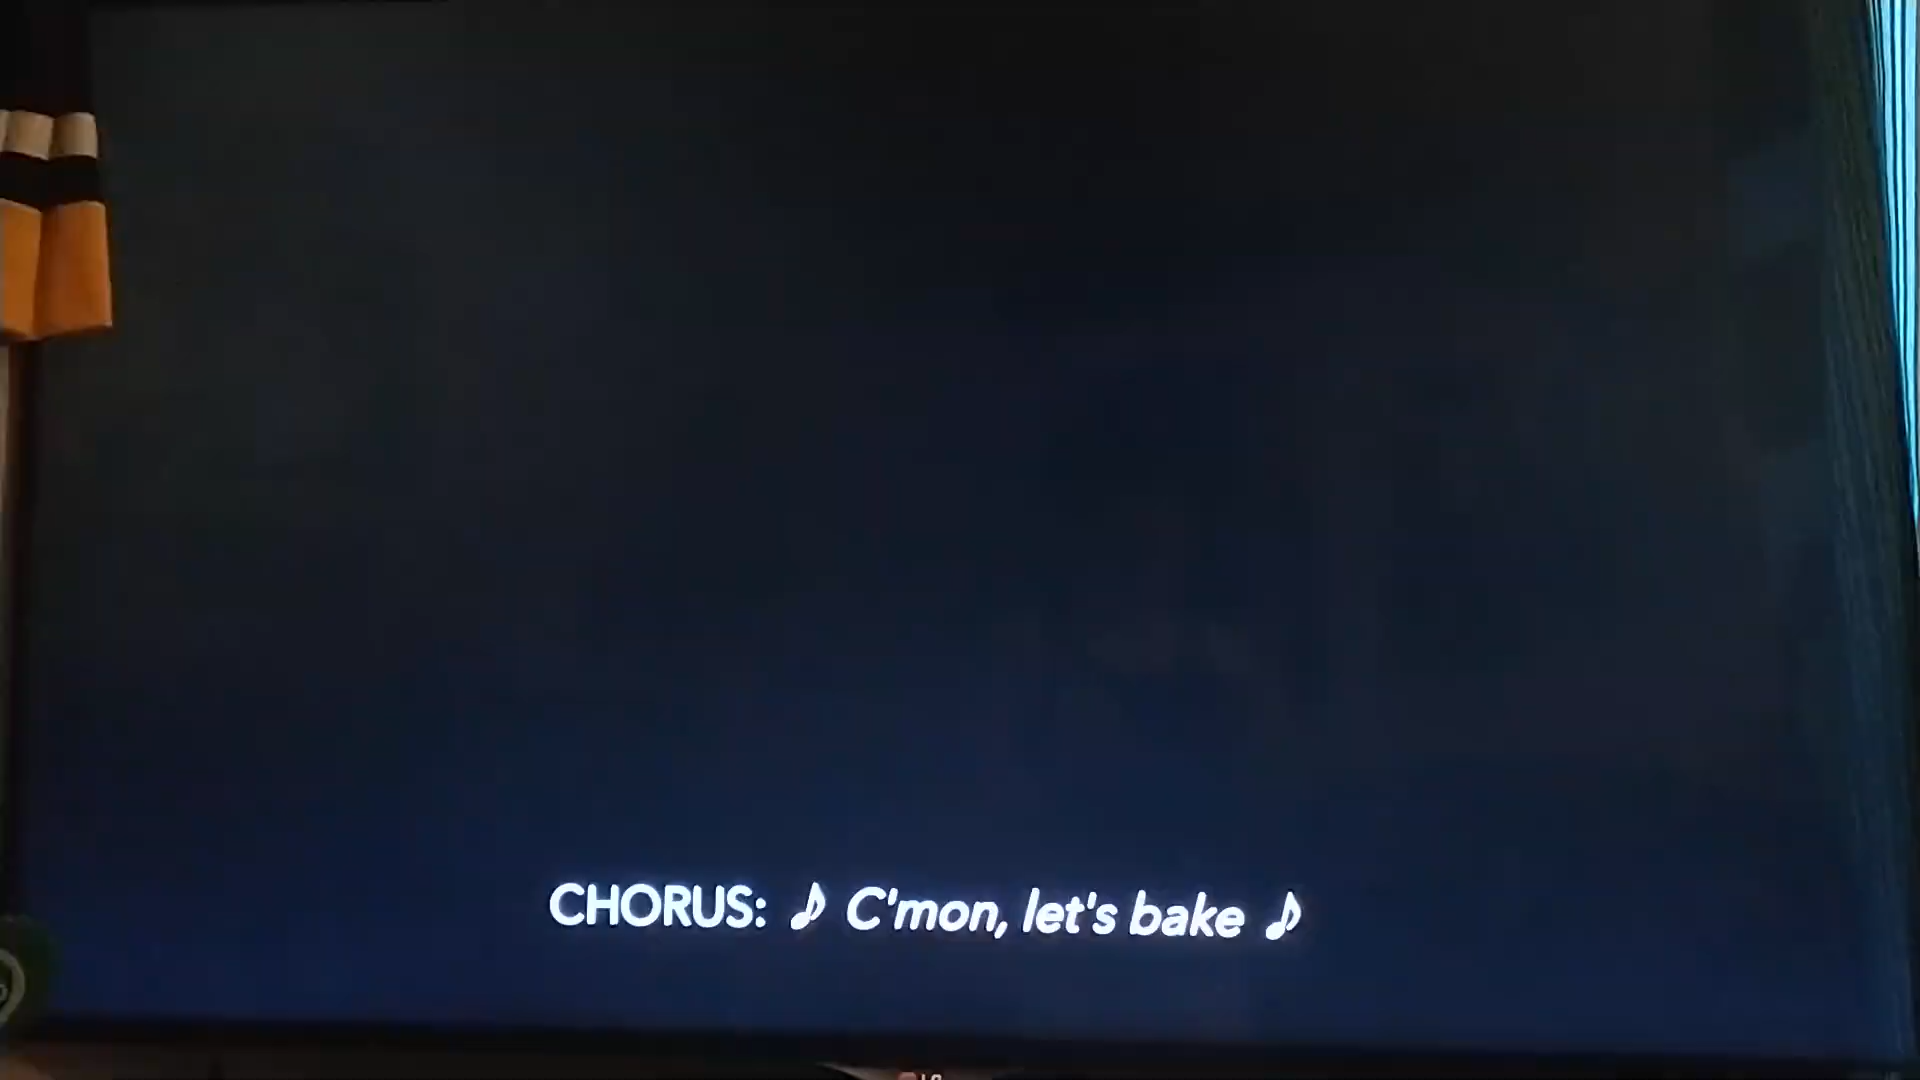 CHORUS: ♪ C'mon, let's bake ♪